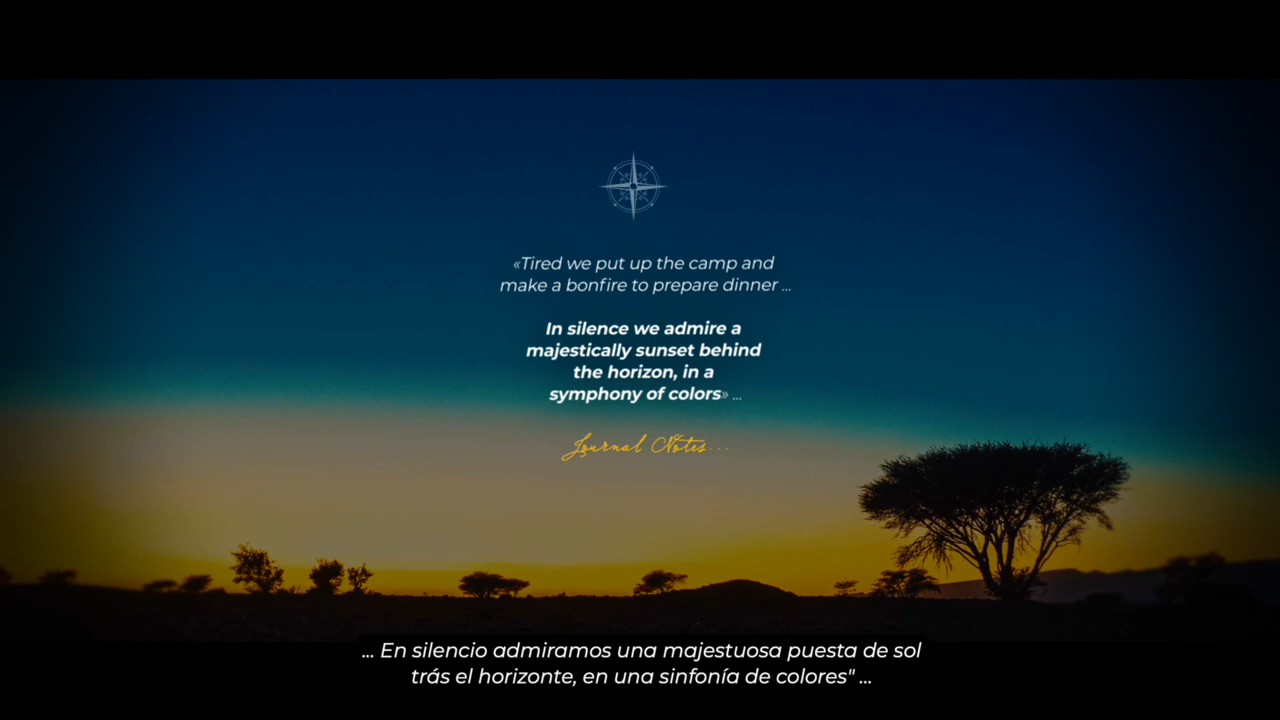 «Tired we put up the camp and
make a bonfire to prepare dinner ...
In silence we admire a
majestically sunset behind
the horizon, in a
symphony of colors» ...
Journal Notes...
... En silencio admiramos una majestuosa puesta de sol
trás el horizonte, en una sinfonía de colores" ...